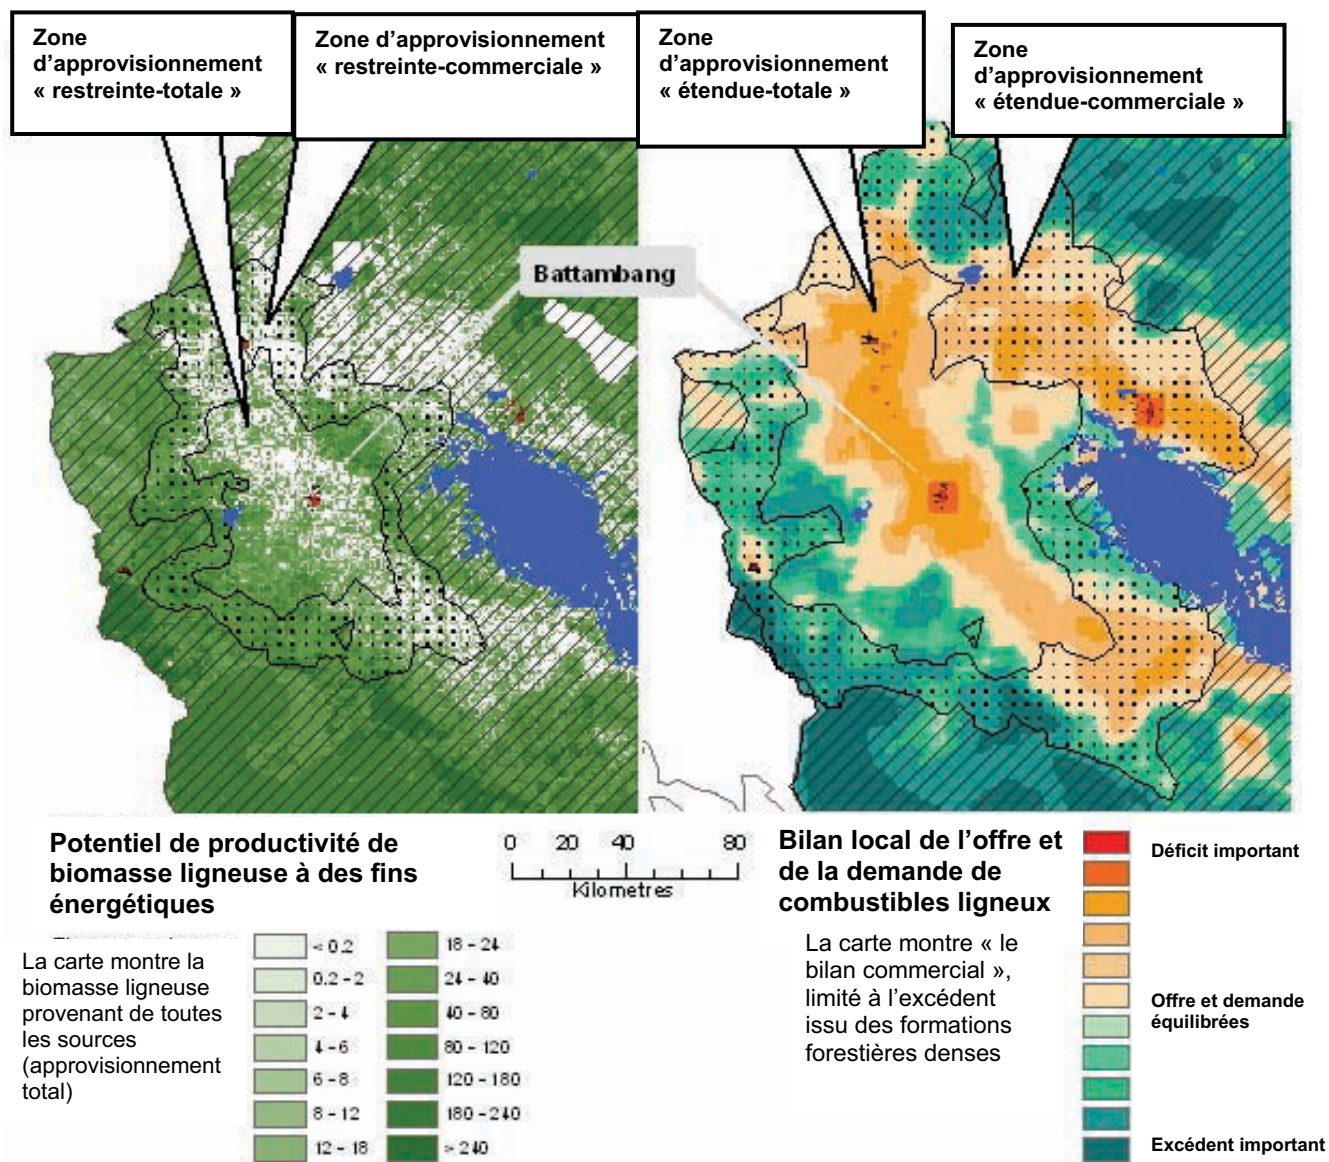 Zone
d’approvisionnement
« restreinte-totale »
Zone d’approvisionnement
« restreinte-commerciale »
Zone
d’approvisionnement
« étendue-totale »
Zone
d’approvisionnement
« étendue-commerciale »
Battambang
Potentiel de productivité de
biomasse ligneuse à des fins
énergétiques
La carte montre la
biomasse ligneuse
provenant de toutes
les sources
(approvisionnement
total)
< 0.2
0.2 - 2
2 - 4
4 - 6
6 - 8
8 - 12
12 - 18
18 - 24
24 - 40
40 - 80
80 - 120
120 - 180
180 - 240
> 240
0 20 40 80
Kilometres
Bilan local de l’offre et
de la demande de
combustibles ligneux
La carte montre « le
bilan commercial »,
limité à l’excédent
issu des formations
forestières denses
Déficit important
Offre et demande
équilibrées
Excédent important